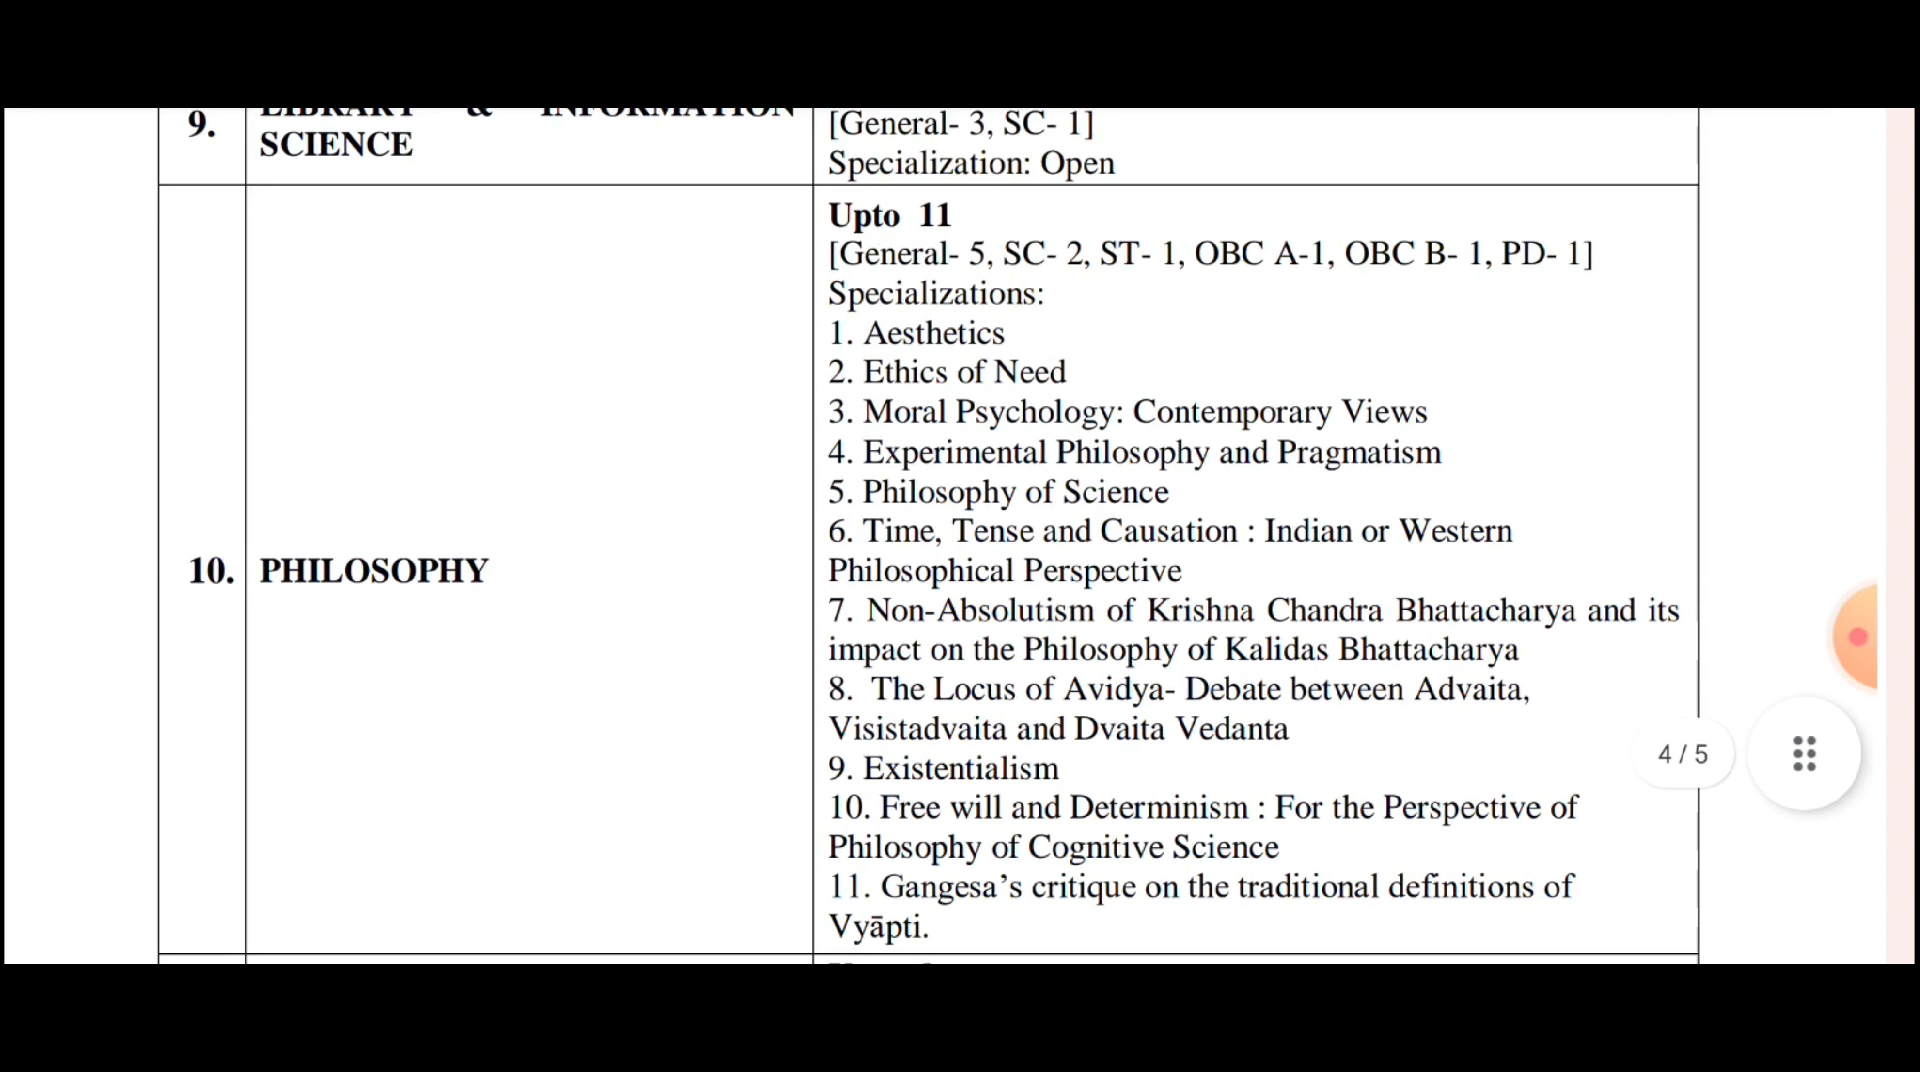 9.
LIBRARY & INFORMATION
SCIENCE
[General- 3, SC- 1]
Specialization: Open
10.
PHILOSOPHY
Upto 11
[General- 5, SC- 2, ST- 1, OBC A-1, OBC B- 1, PD- 1]
Specializations:
1. Aesthetics
2. Ethics of Need
3. Moral Psychology: Contemporary Views
4. Experimental Philosophy and Pragmatism
5. Philosophy of Science
6. Time, Tense and Causation : Indian or Western
Philosophical Perspective
7. Non-Absolutism of Krishna Chandra Bhattacharya and its
impact on the Philosophy of Kalidas Bhattacharya
8. The Locus of Avidya- Debate between Advaita,
Visistadvaita and Dvaita Vedanta
9. Existentialism
10. Free will and Determinism : For the Perspective of
Philosophy of Cognitive Science
11. Gangesa’s critique on the traditional definitions of
Vyāpti.
4 / 5